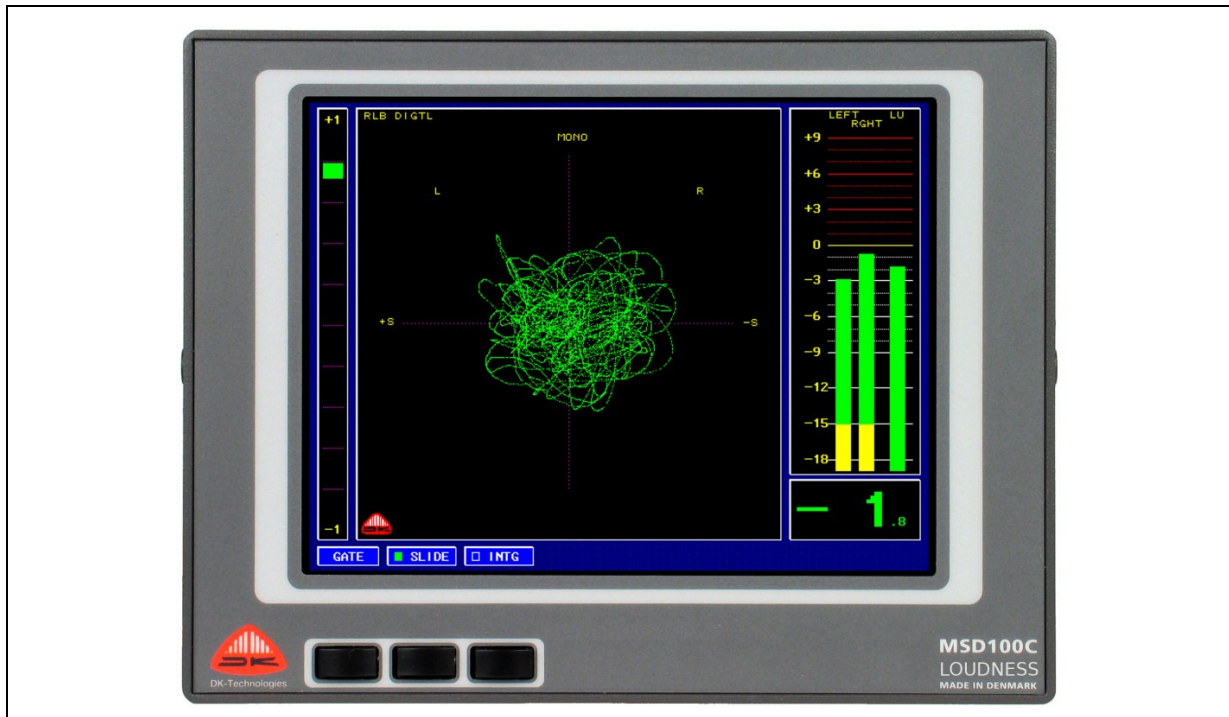 +1
RLB DIGTL
MONO
L
R
+S
-S
-1
LEFT
RGHT
LU
+9
+6
+3
0
-3
-6
-9
-12
-15
-18
- 1.8
GATE
SLIDE
INTG
DK
DK-Technologies
MSD100C
LOUDNESS
MADE IN DENMARK